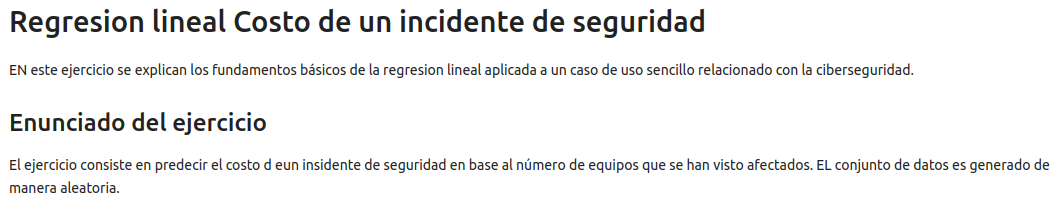 Regresion lineal Costo de un incidente de seguridad
EN este ejercicio se explican los fundamentos básicos de la regresion lineal aplicada a un caso de uso sencillo relacionado con la ciberseguridad.
Enunciado del ejercicio
El ejercicio consiste en predecir el costo d eun insidente de seguridad en base al número de equipos que se han visto afectados. EL conjunto de datos es generado de
manera aleatoria.